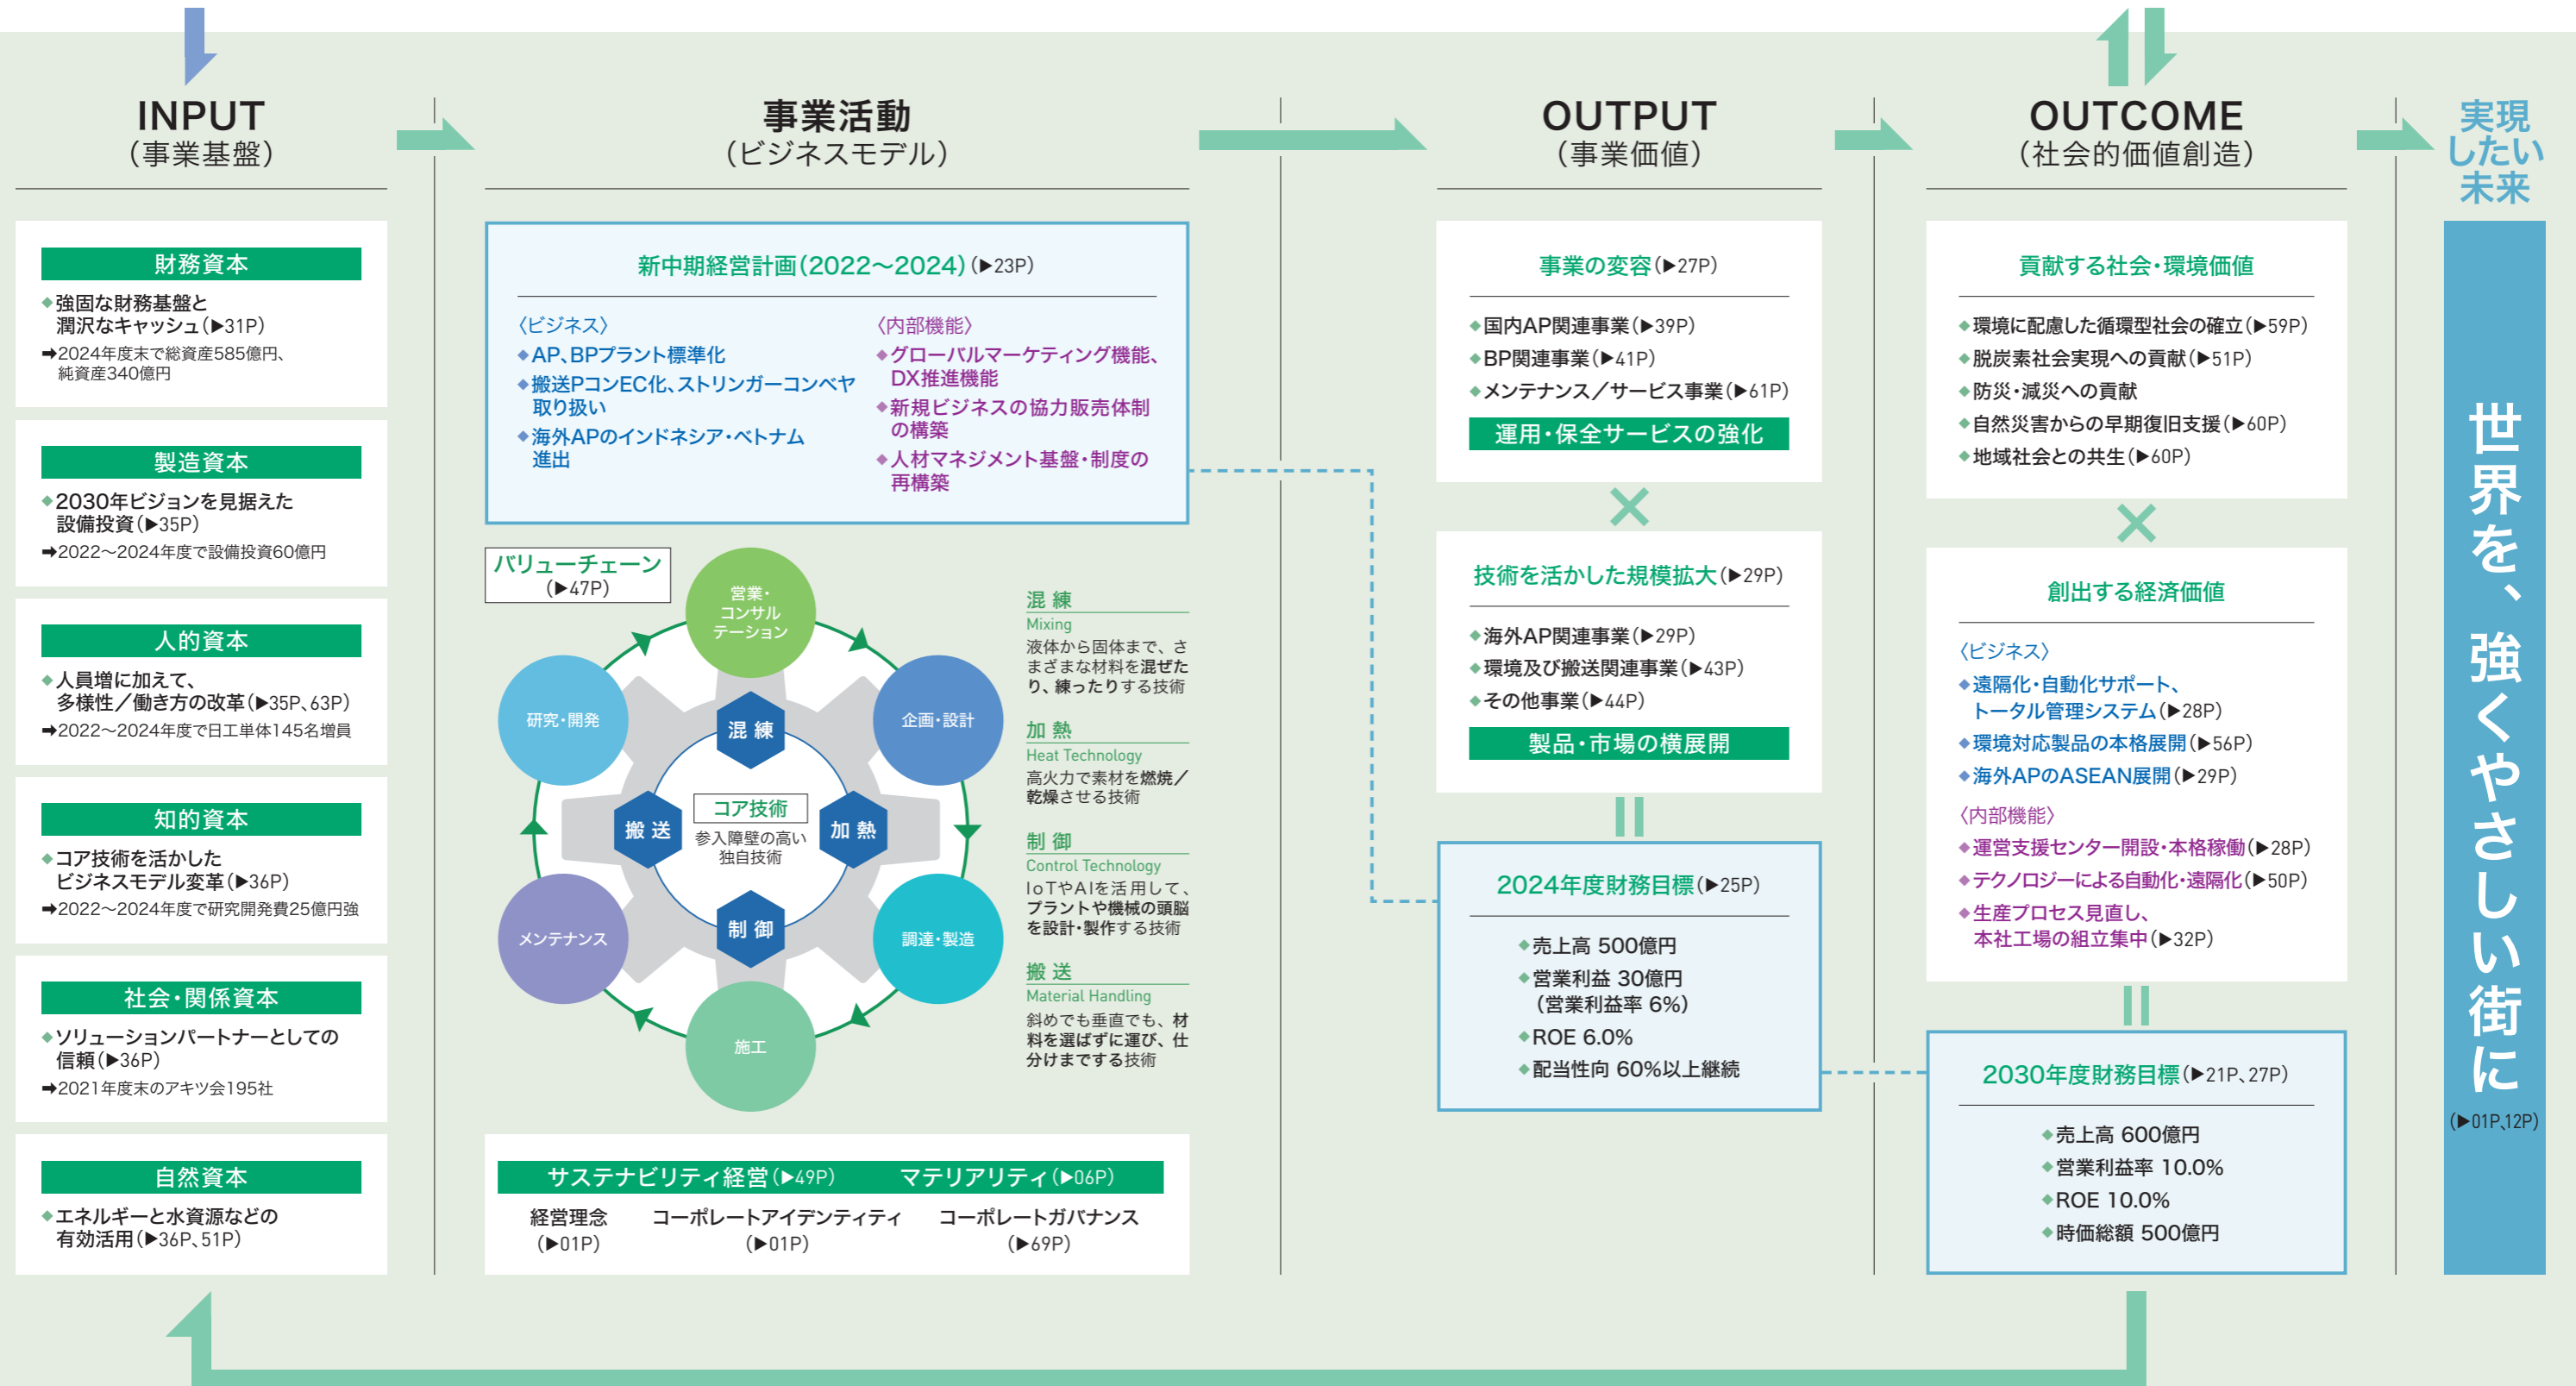 INPUT
（事業基盤）
財務資本
◆強固な財務基盤と
潤沢なキャッシュ（▶31P）
➡2024年度末で総資産585億円、
純資産340億円
製造資本
◆2030年ビジョンを見据えた
設備投資（▶35P）
➡2022〜2024年度で設備投資60億円
人的資本
◆人員増に加えて、
多様性／働き方の改革（▶35P、63P）
➡2022〜2024年度で日工単体145名増員
知的資本
◆コア技術を活かした
ビジネスモデル変革（▶36P）
➡2022〜2024年度で研究開発費25億円強
社会・関係資本
◆ソリューションパートナーとしての
信頼（▶36P）
➡2021年度末のアキツ会195社
自然資本
◆エネルギーと水資源などの
有効活用（▶36P、51P）
事業活動
（ビジネスモデル）
新中期経営計画（2022〜2024）（▶23P）
〈ビジネス〉
◆AP、BPプラント標準化
◆搬送PコンEC化、ストリンガーコンベヤ
取り扱い
◆海外APのインドネシア・ベトナム
進出
〈内部機能〉
◆グローバルマーケティング機能、
DX推進機能
◆新規ビジネスの協力販売体制
の構築
◆人材マネジメント基盤・制度の
再構築
バリューチェーン
（▶47P）
営業・
コンサル
テーション
企画・設計
調達・製造
施工
メンテナンス
研究・開発
混練
加熱
制御
搬送
コア技術
参入障壁の高い
独自技術
混練
Mixing
液体から固体まで、さ
まざまな材料を混ぜた
り、練ったりする技術
加熱
Heat Technology
高火力で素材を燃焼／
乾燥させる技術
制御
Control Technology
IoTやAIを活用して、
プラントや機械の頭脳
を設計・製作する技術
搬送
Material Handling
斜めでも垂直でも、材
料を選ばずに運び、仕
分けまでする技術
サステナビリティ経営（▶49P）　マテリアリティ（▶06P）
経営理念
（▶01P）
コーポレートアイデンティティ
（▶01P）
コーポレートガバナンス
（▶69P）
OUTPUT
（事業価値）
事業の変容（▶27P）
◆国内AP関連事業（▶39P）
◆BP関連事業（▶41P）
◆メンテナンス／サービス事業（▶61P）
運用・保全サービスの強化
×
技術を活かした規模拡大（▶29P）
◆海外AP関連事業（▶29P）
◆環境及び搬送関連事業（▶43P）
◆その他事業（▶44P）
製品・市場の横展開
2024年度財務目標（▶25P）
◆売上高 500億円
◆営業利益 30億円
（営業利益率 6%）
◆ROE 6.0%
◆配当性向 60%以上継続
OUTCOME
（社会的価値創造）
貢献する社会・環境価値
◆環境に配慮した循環型社会の確立（▶59P）
◆脱炭素社会実現への貢献（▶51P）
◆防災・減災への貢献
◆自然災害からの早期復旧支援（▶60P）
◆地域社会との共生（▶60P）
×
創出する経済価値
〈ビジネス〉
◆遠隔化・自動化サポート、
トータル管理システム（▶28P）
◆環境対応製品の本格展開（▶56P）
◆海外APのASEAN展開（▶29P）
〈内部機能〉
◆運営支援センター開設・本格稼働（▶28P）
◆テクノロジーによる自動化・遠隔化（▶50P）
◆生産プロセス見直し、
本社工場の組立集中（▶32P）
2030年度財務目標（▶21P、27P）
◆売上高 600億円
◆営業利益率 10.0%
◆ROE 10.0%
◆時価総額 500億円
実現
したい
未来
世界を、強くやさしい街に
（▶01P、12P）